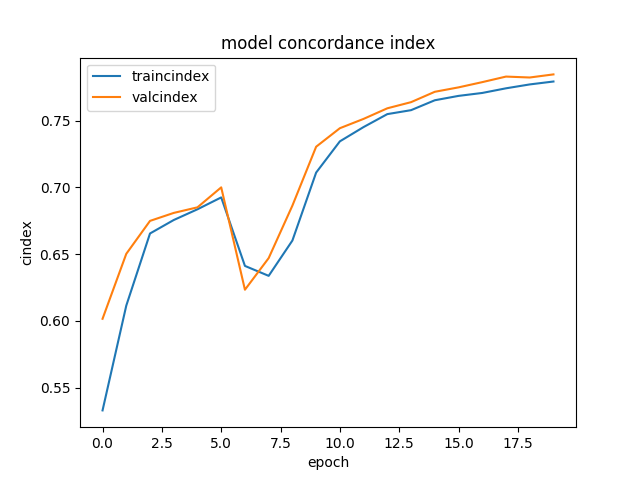 model concordance index
traincindex
valcindex
0.75
0.70
0.65
0.60
0.55
cindex
0.0 2.5 5.0 7.5 10.0 12.5 15.0 17.5
epoch